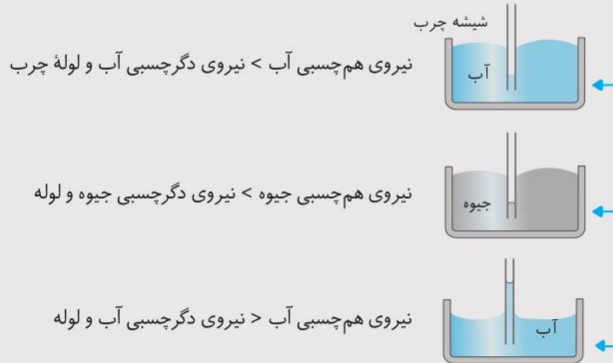 شیشه چرب
نیروی هم‌چسبی آب > نیروی دگرچسبی آب و لولهٔ چرب
آب
نیروی هم‌چسبی جیوه > نیروی دگرچسبی جیوه و لوله
جیوه
نیروی هم‌چسبی آب < نیروی دگرچسبی آب و لوله
آب